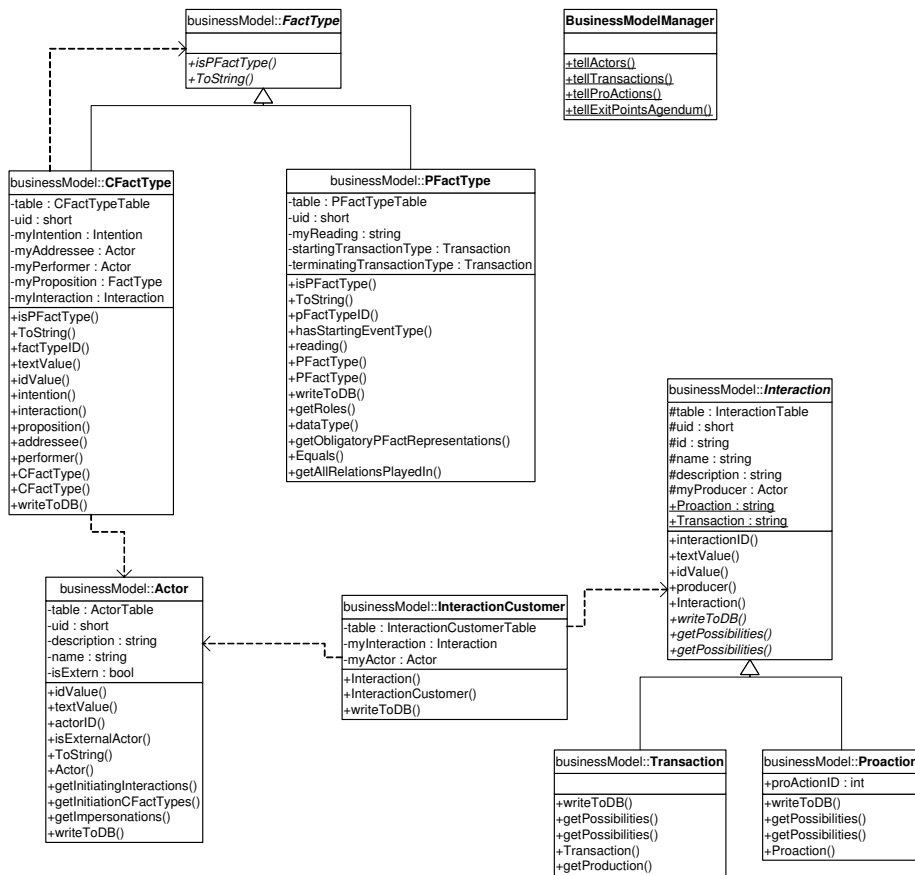 businessModel::FactType
+isPFactType()
+ToString()
BusinessModelManager
+tellActors()
+tellTransactions()
+tellProActions()
+tellExitPointsAgendum()
businessModel::CFactType
-table : CFactTypeTable
-uid : short
-myIntention : Intention
-myAddressee : Actor
-myPerformer : Actor
-myProposition : FactType
-myInteraction : Interaction
+isPFactType()
+ToString()
+factTypeID()
+textValue()
+idValue()
+intention()
+interaction()
+proposition()
+addressee()
+performer()
+CFactType()
+CFactType()
+writeToDB()
businessModel::PFactType
-table : PFactTypeTable
-uid : short
-myReading : string
-startingTransactionType : Transaction
-terminatingTransactionType : Transaction
+isPFactType()
+ToString()
+pFactTypeID()
+hasStartingEventType()
+reading()
+PFactType()
+PFactType()
+writeToDB()
+getRoles()
+dataType()
+getObligatoryPFactRepresentations()
+Equals()
+getAllRelationsPlayedIn()
businessModel::Interaction
#table : InteractionTable
#uid : short
#id : string
#name : string
#description : string
#myProducer : Actor
+Proaction : string
+Transaction : string
+interactionID()
+textValue()
+idValue()
+producer()
+Interaction()
+writeToDB()
+getPossibilities()
+getPossibilities()
businessModel::Actor
-table : ActorTable
-uid : short
-description : string
-name : string
-isExtern : bool
+idValue()
+textValue()
+actorID()
+isExternalActor()
+ToString()
+Actor()
+getInitiatingInteractions()
+getInitiationCFactTypes()
+getImpersonations()
+writeToDB()
businessModel::InteractionCustomer
-table : InteractionCustomerTable
-myInteraction : Interaction
-myActor : Actor
+Interaction()
+InteractionCustomer()
+writeToDB()
businessModel::Transaction
+writeToDB()
+getPossibilities()
+getPossibilities()
+Transaction()
+getProduction()
businessModel::Proaction
+proActionID : int
+writeToDB()
+getPossibilities()
+getPossibilities()
+Proaction()